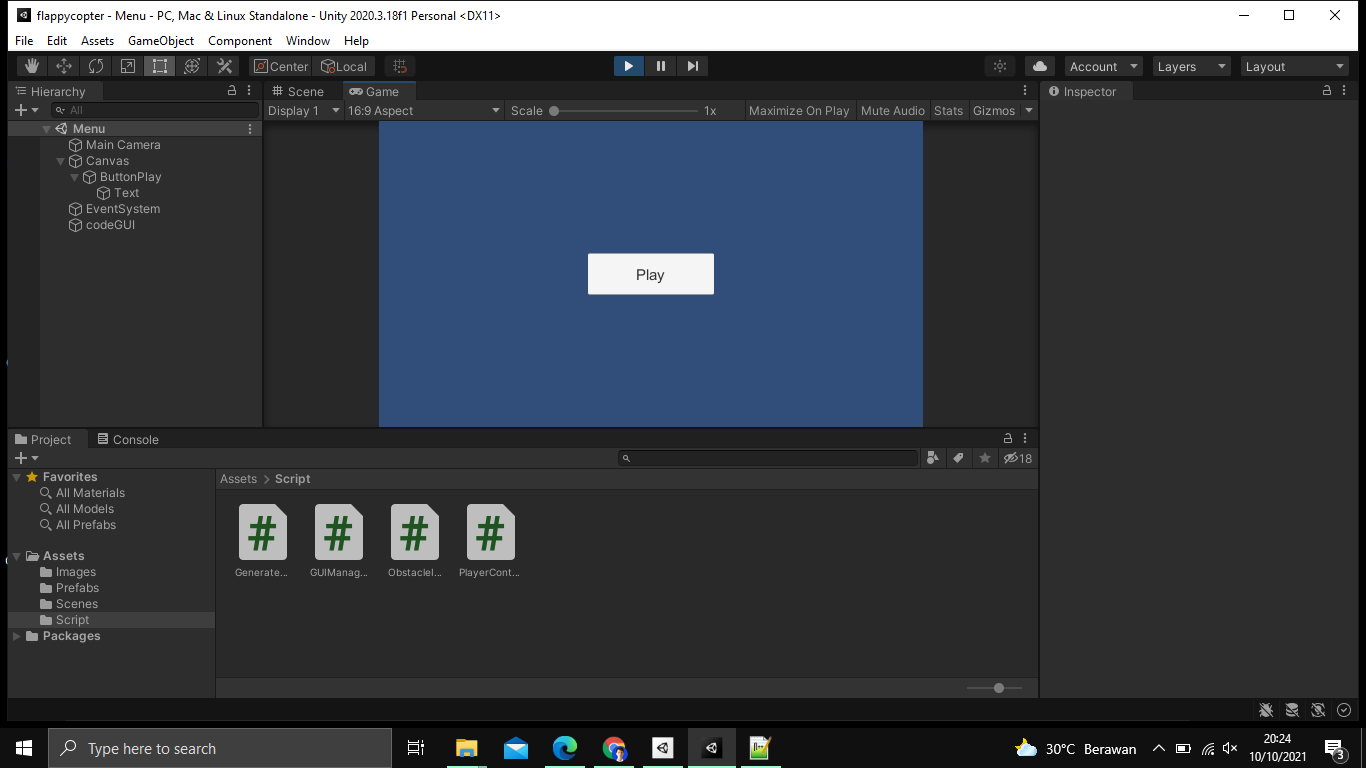 flappycopter - Menu - PC, Mac & Linux Standalone - Unity 2020.3.18f1 Personal <DX11>
File Edit Assets GameObject Component Window Help
Center Local Account Layers Layout
Hierarchy
All
Menu
Main Camera
Canvas
ButtonPlay
Text
EventSystem
codeGUI
Scene Game
Display 1 16:9 Aspect Scale 1x Maximize On Play Mute Audio Stats Gizmos
Play
Inspector
Project Console
18
Favorites
All Materials
All Models
All Prefabs
Assets
Images
Prefabs
Scenes
Script
Packages
Assets > Script
Generate... GUIManag... ObstacleI... PlayerCont...
Type here to search
30°C Berawan
20:24
10/10/2021
3